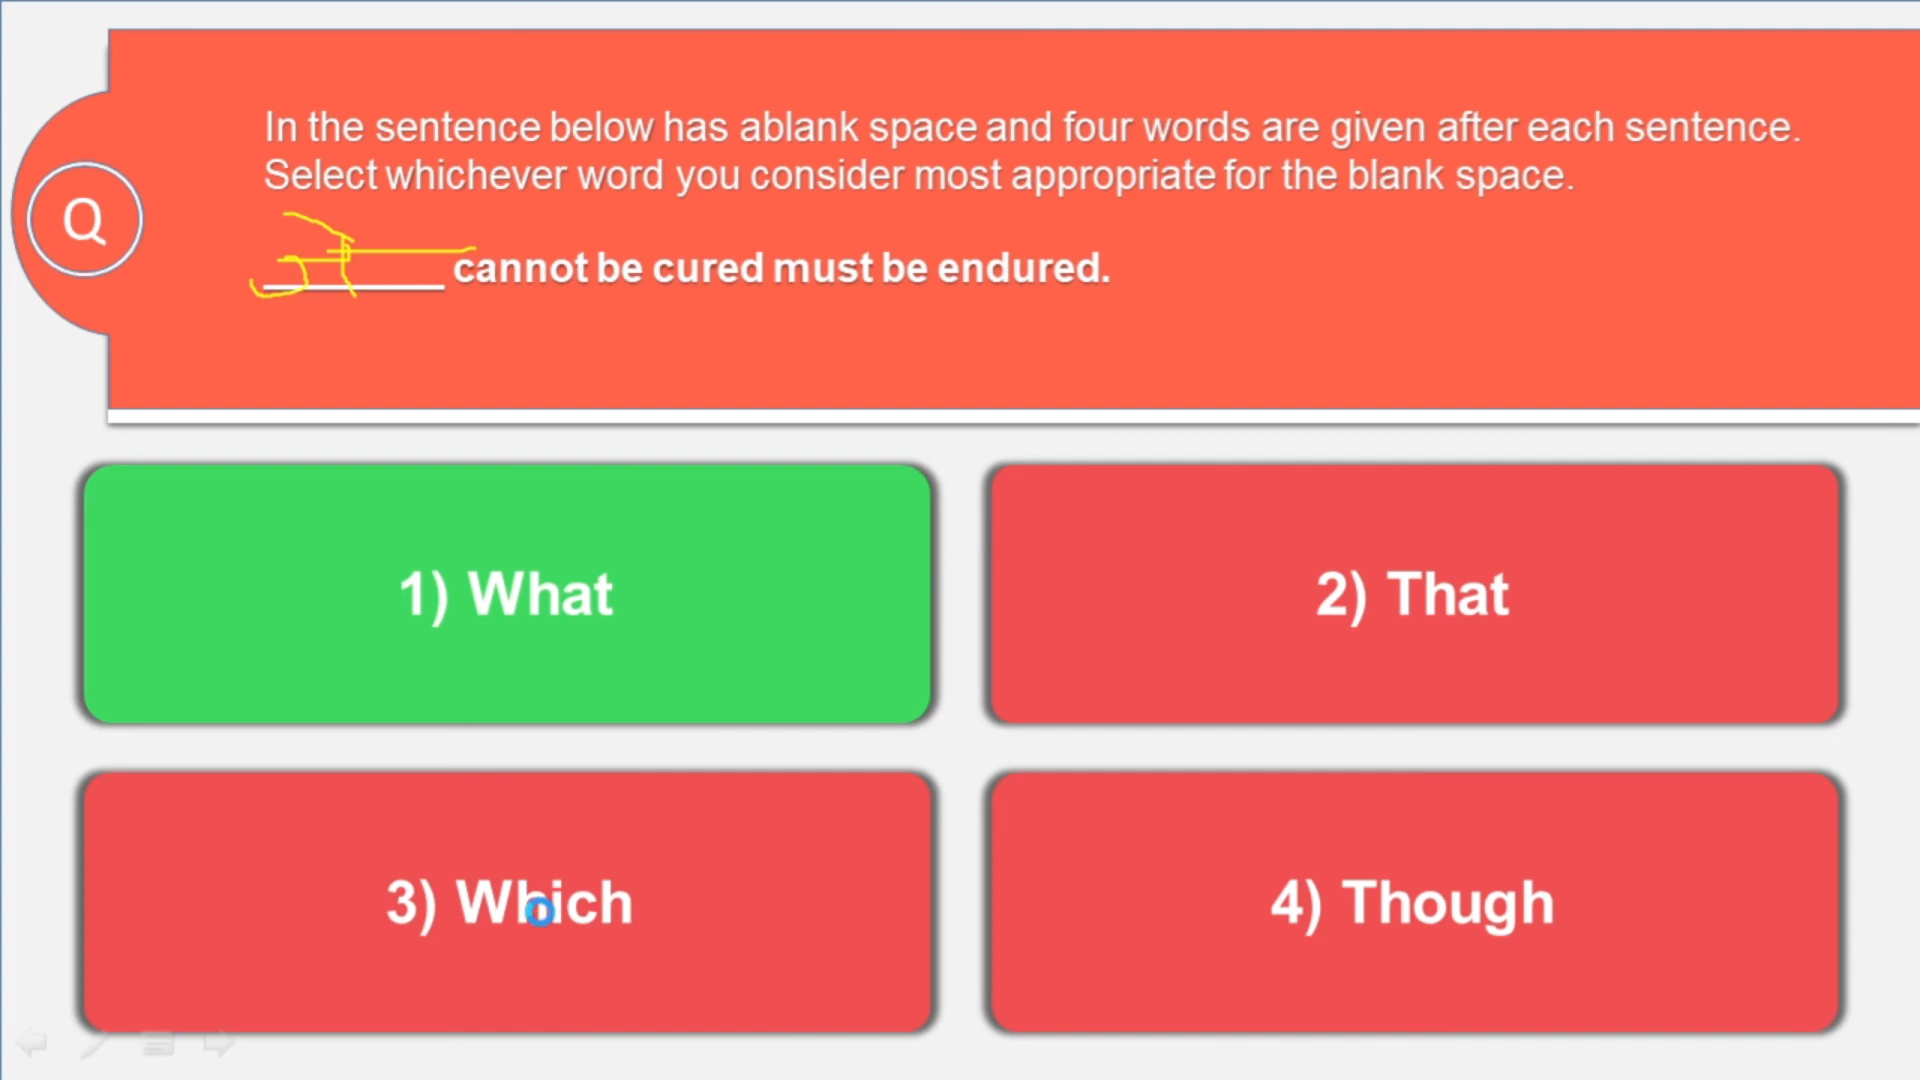 Q
In the sentence below has ablank space and four words are given after each sentence.
Select whichever word you consider most appropriate for the blank space.
________ cannot be cured must be endured.
1) What
2) That
3) Which
4) Though